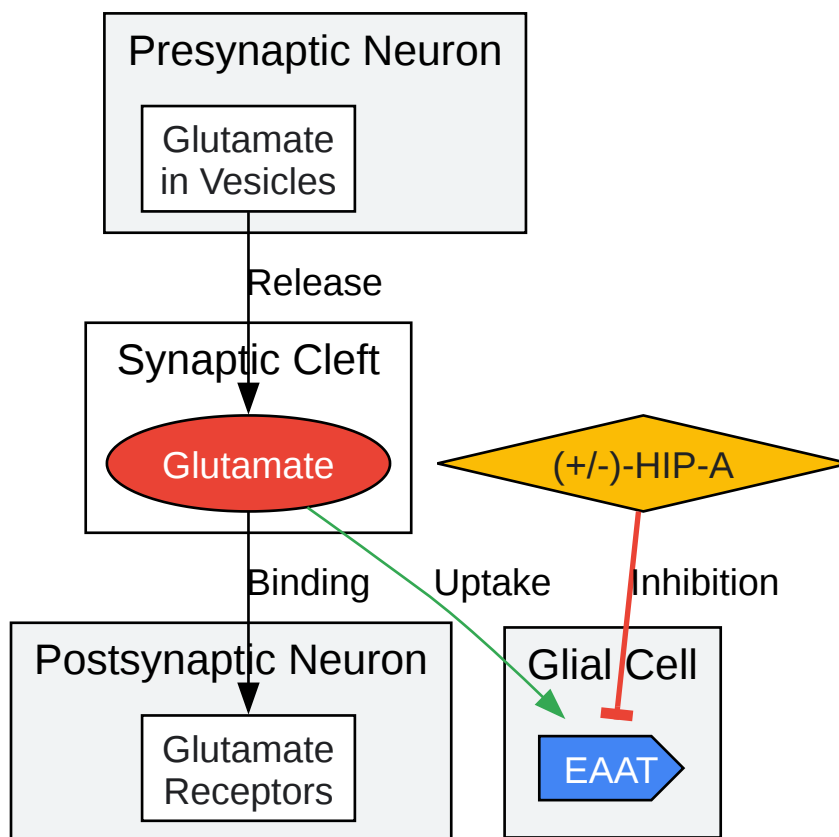 Presynaptic Neuron
Glutamate
in Vesicles
Release
Synaptic Cleft
Glutamate
(+/-)-HIP-A
Binding
Uptake
Inhibition
Postsynaptic Neuron
Glial Cell
Glutamate
Receptors
EAAT